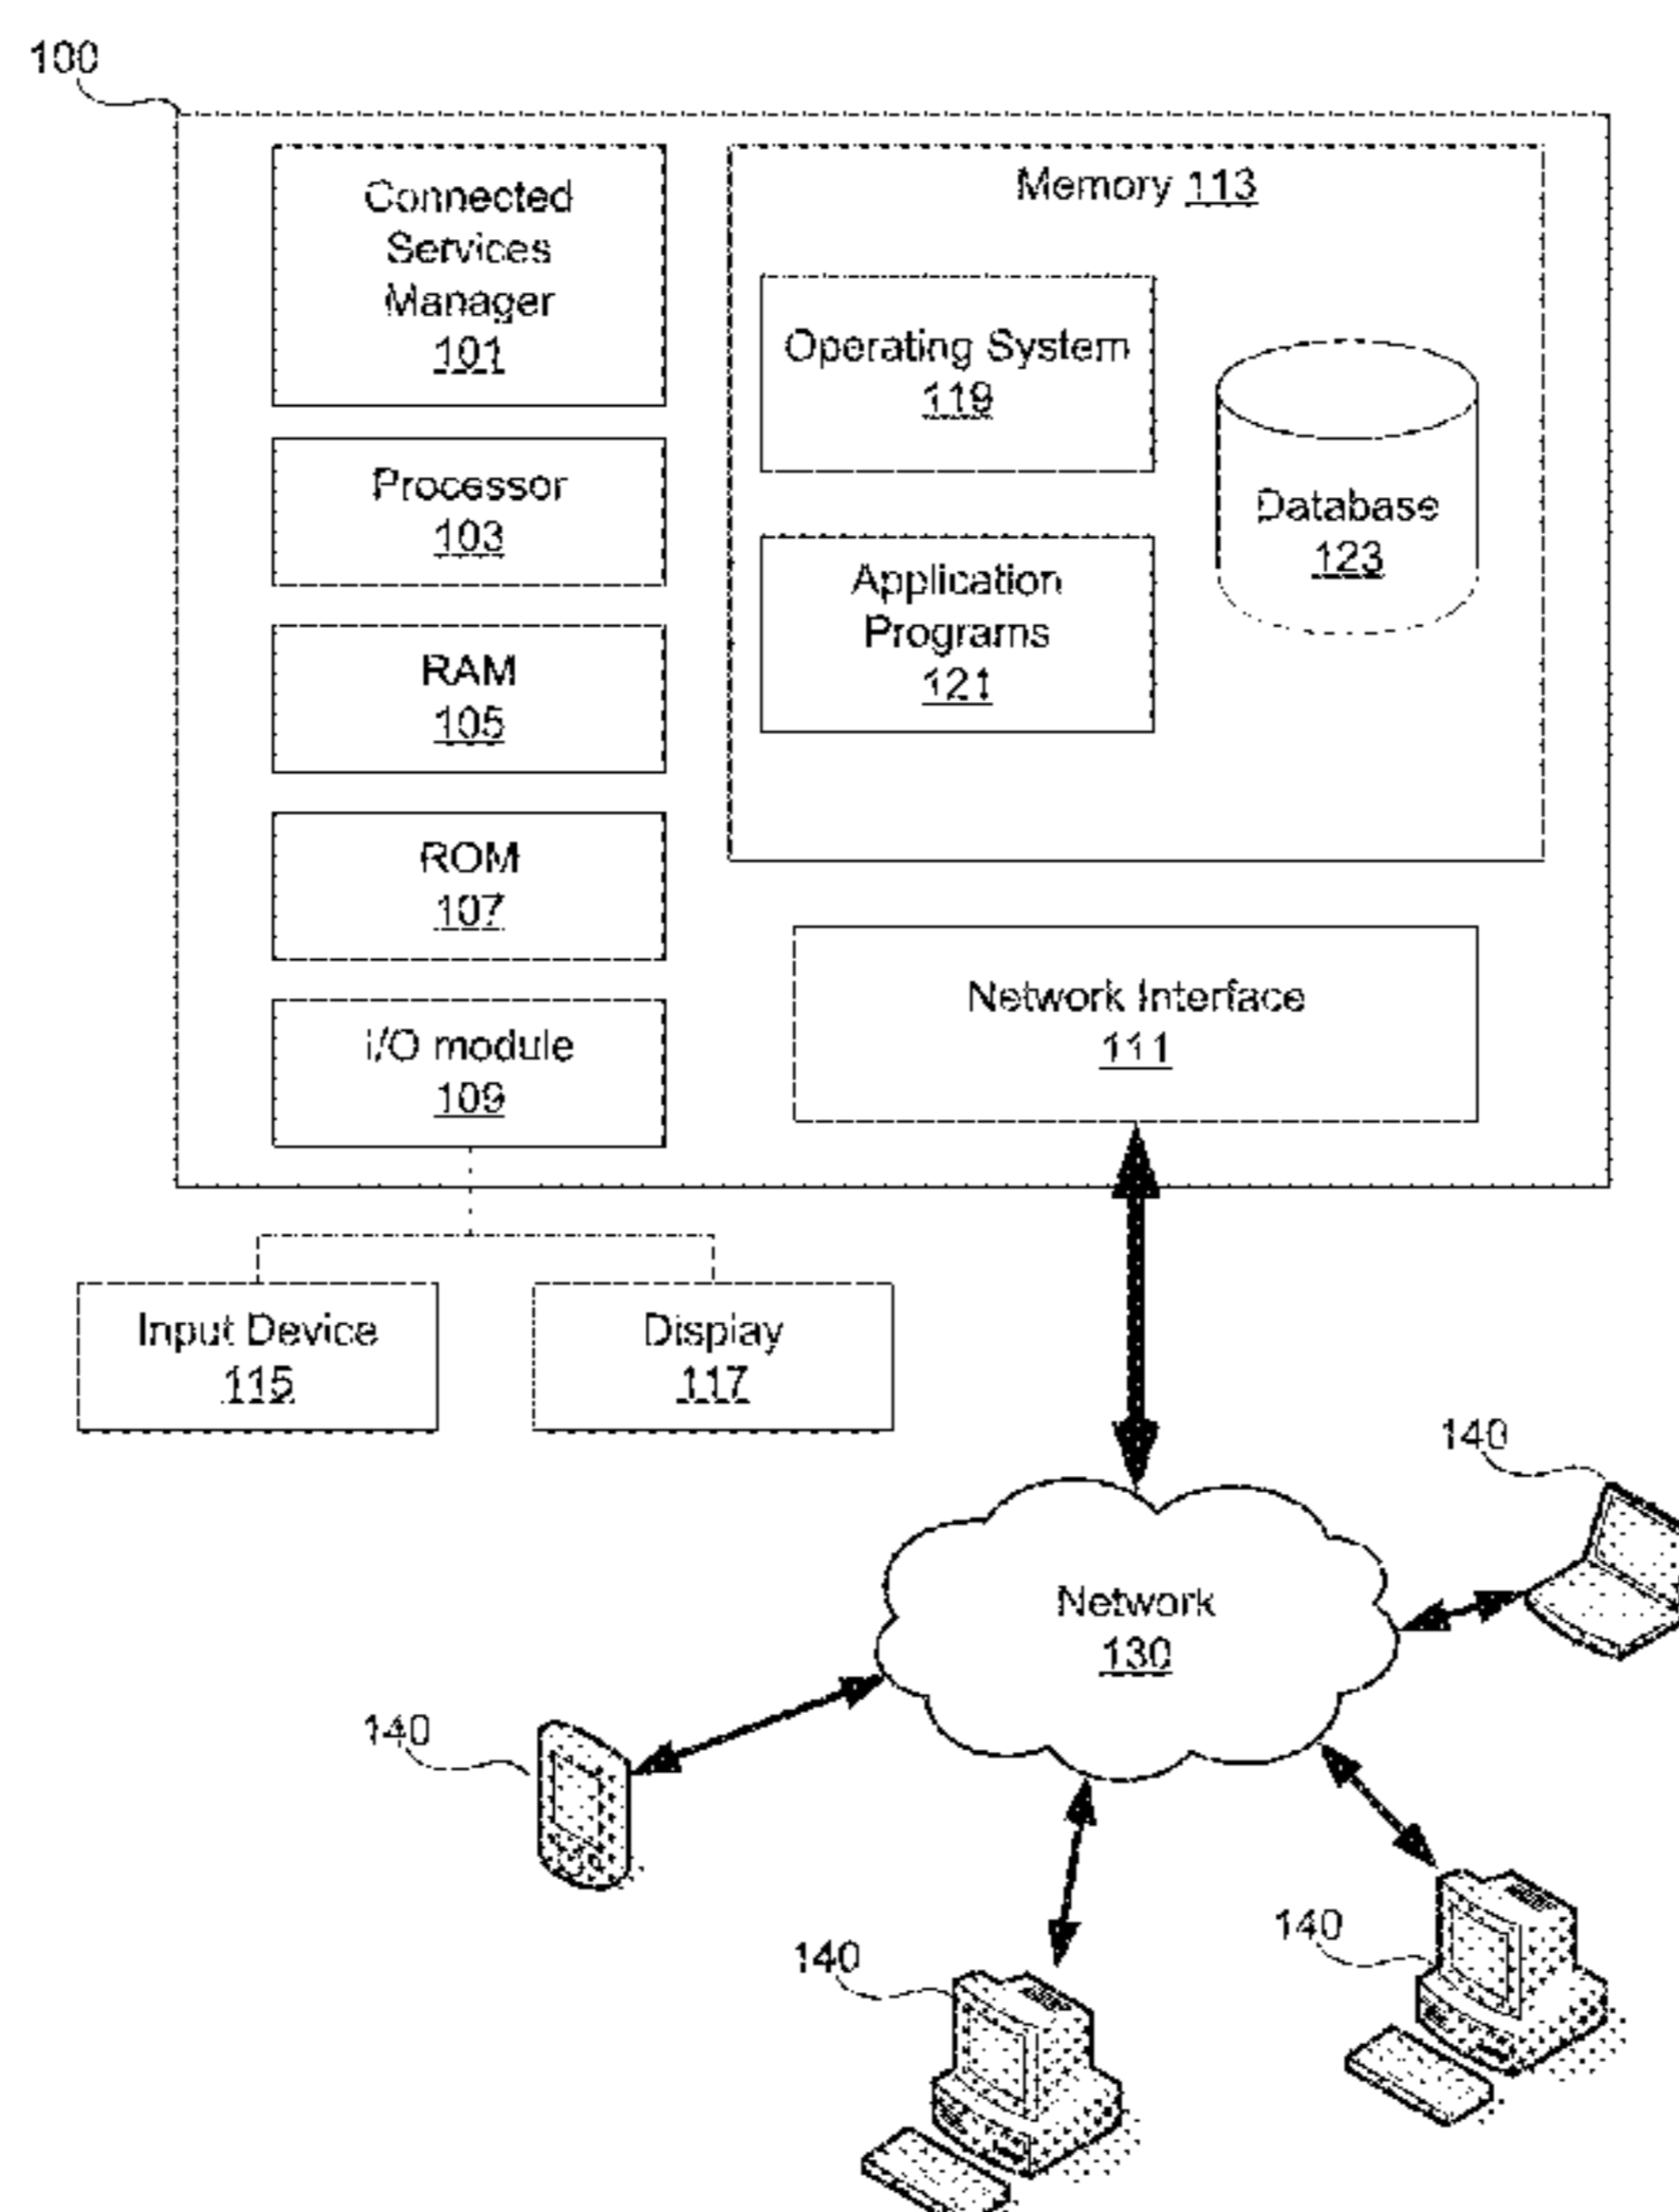 100
Connected
Services
Manager
101
Processor
103
RAM
105
ROM
107
I/O module
109
Memory 113
Operating System
119
Application
Programs
121
Database
123
Network Interface
111
Input Device
115
Display
117
Network
130
140
140
140
140